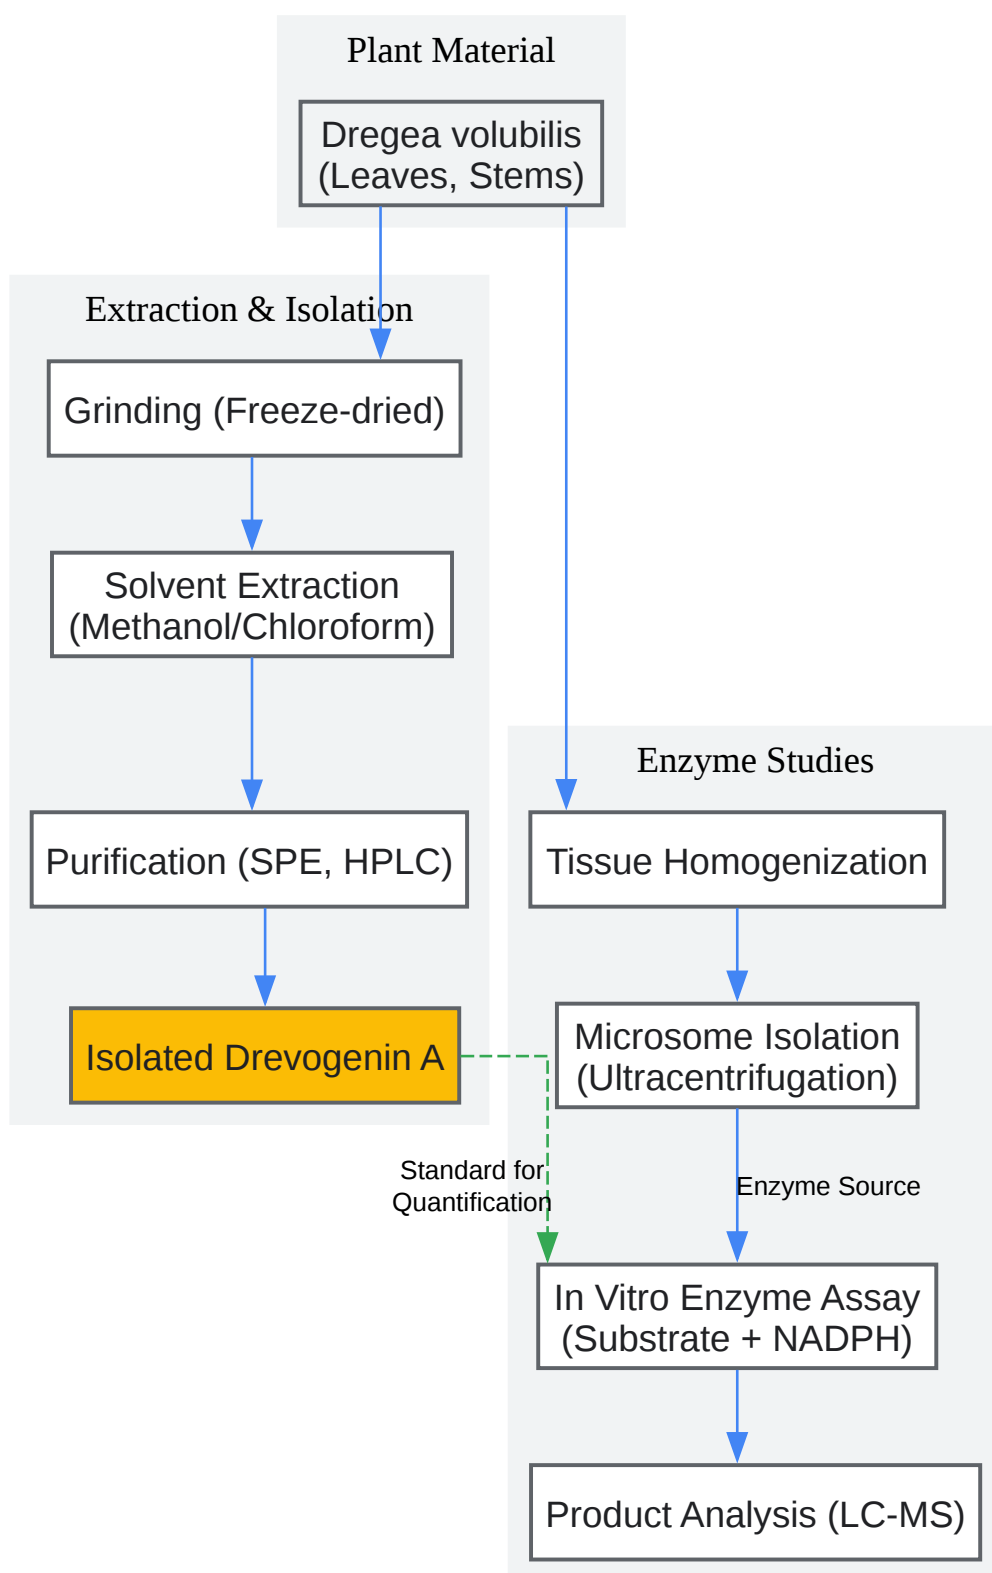 Plant Material
Dregea volubilis
(Leaves, Stems)
Extraction & Isolation
Grinding (Freeze-dried)
Solvent Extraction
(Methanol/Chloroform)
Purification (SPE, HPLC)
Isolated Drevogenin A
Enzyme Studies
Tissue Homogenization
Microsome Isolation
(Ultracentrifugation)
Standard for
Quantification
Enzyme Source
In Vitro Enzyme Assay
(Substrate + NADPH)
Product Analysis (LC-MS)